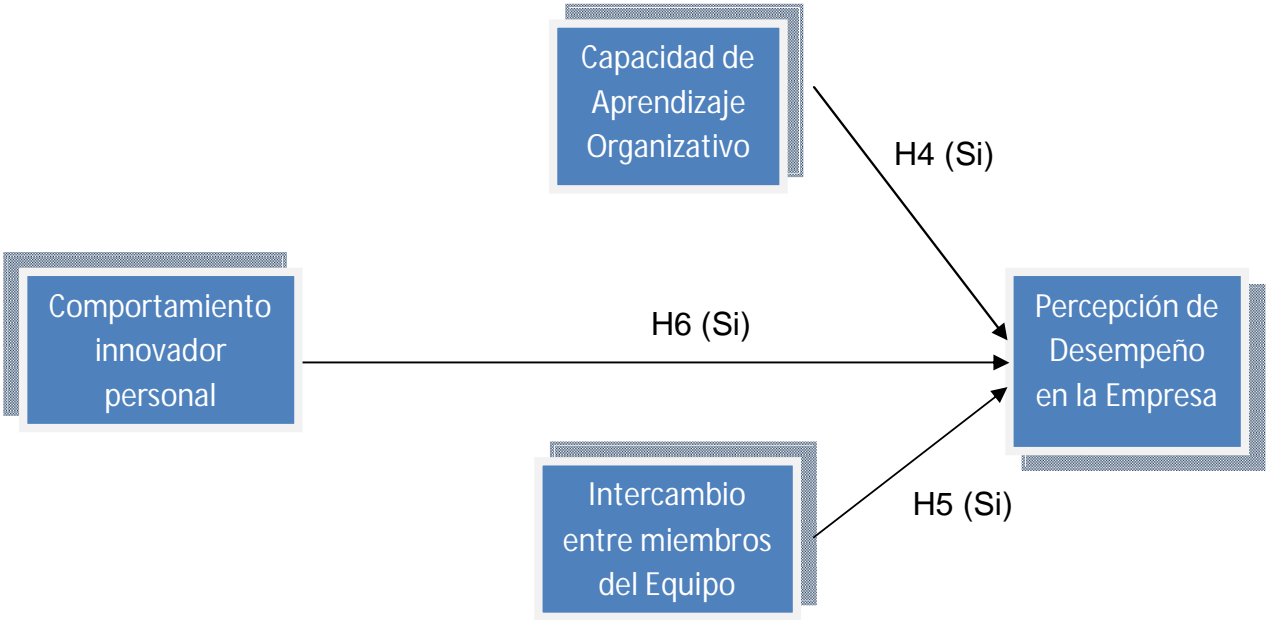 Capacidad de
Aprendizaje
Organizativo
H4 (Si)
Comportamiento
innovador
personal
H6 (Si)
Percepción de
Desempeño
en la Empresa
Intercambio
entre miembros
del Equipo
H5 (Si)